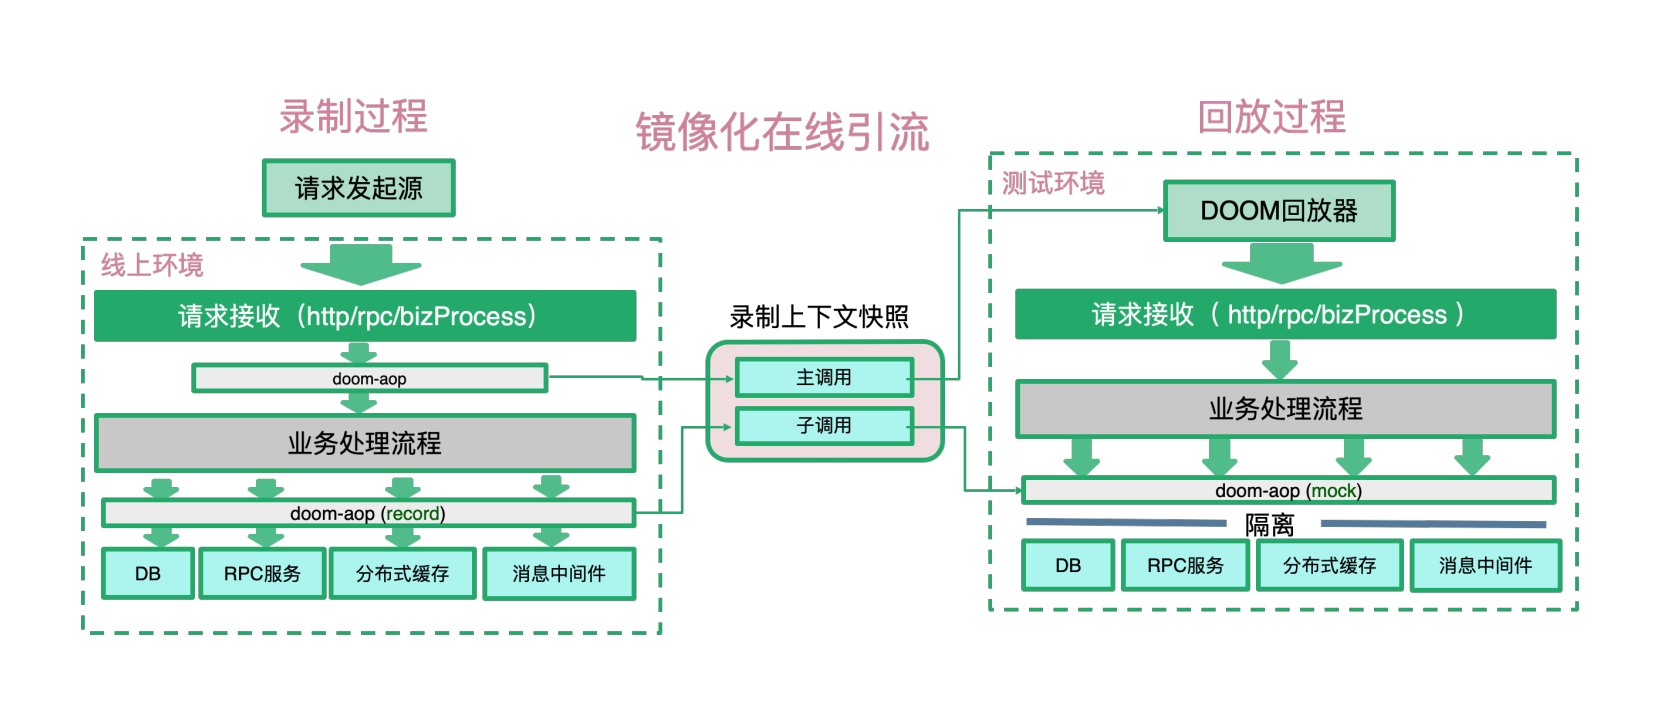 录制过程
镜像化在线引流
回放过程
请求发起源
线上环境
请求接收（http/rpc/bizProcess）
doom-aop
业务处理流程
doom-aop (record)
DB
RPC服务
分布式缓存
消息中间件
录制上下文快照
主调用
子调用
测试环境
DOOM回放器
请求接收（ http/rpc/bizProcess ）
业务处理流程
doom-aop (mock)
隔离
DB
RPC服务
分布式缓存
消息中间件